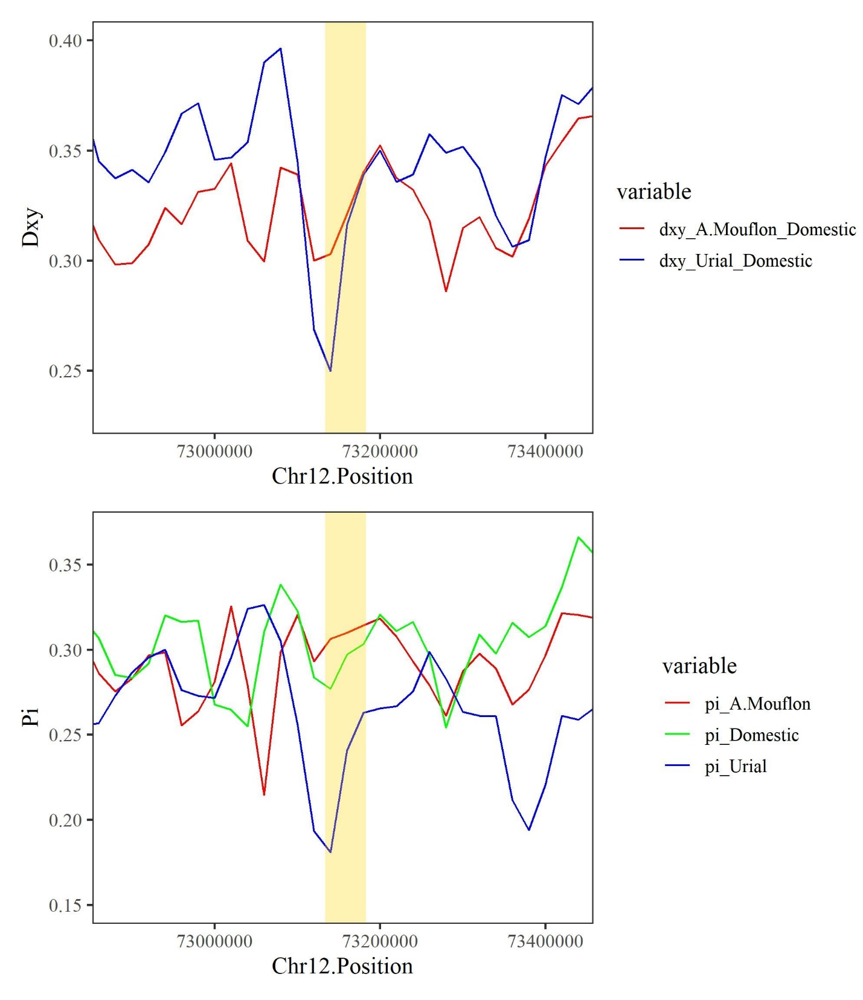 0.40
0.35
0.30
0.25
Dxy
73000000 73200000 73400000
Chr12.Position
variable
dxy_A.Mouflon_Domestic
dxy_Urial_Domestic
0.35
0.30
0.25
0.20
0.15
Pi
73000000 73200000 73400000
Chr12.Position
variable
pi_A.Mouflon
pi_Domestic
pi_Urial